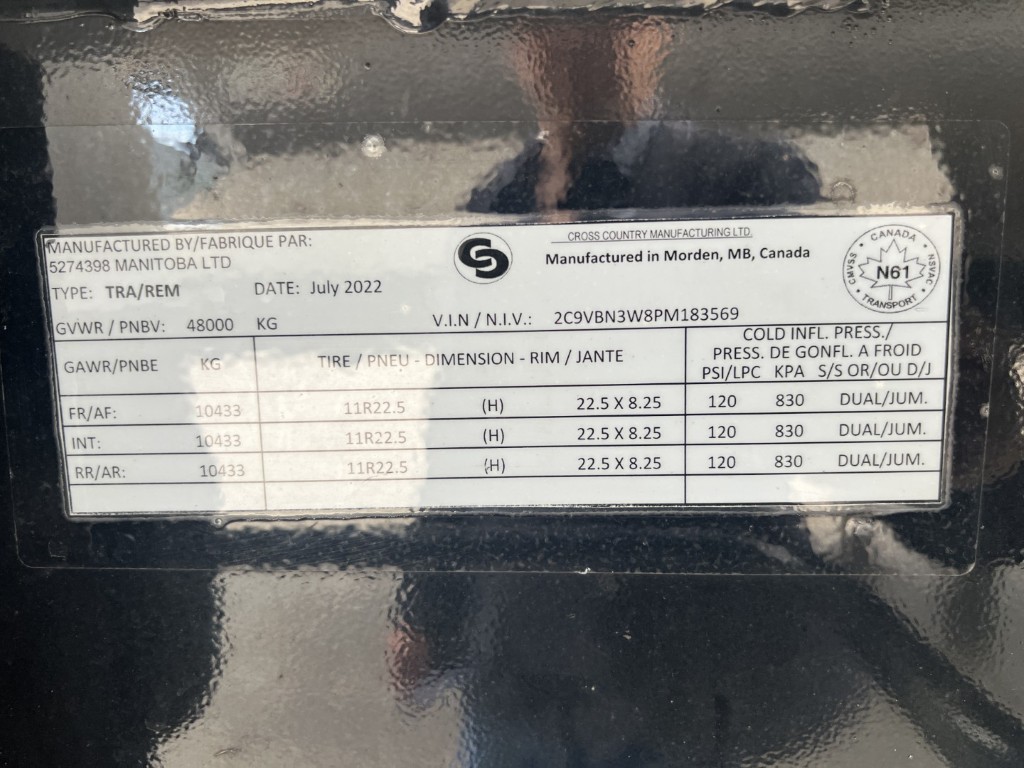 MANUFACTURED BY/FABRIQUE PAR:
5274398 MANITOBA LTD
CROSS COUNTRY MANUFACTURING LTD.
Manufactured in Morden, MB, Canada
CANADA
CMVSS
N61
NSVAC
TRANSPORT
TYPE: TRA/REM DATE: July 2022
GVWR / PNBV: 48000 KG V.I.N / N.I.V.: 2C9VBN3W8PM183569
GAWR/PNBE KG TIRE / PNEU - DIMENSION - RIM / JANTE
COLD INFL. PRESS./
PRESS. DE GONFL. A FROID
PSI/LPC KPA S/S OR/OU D/J
FR/AF: 10433 11R22.5 (H) 22.5 X 8.25 120 830 DUAL/JUM.
INT: 10433 11R22.5 (H) 22.5 X 8.25 120 830 DUAL/JUM.
RR/AR: 10433 11R22.5 (H) 22.5 X 8.25 120 830 DUAL/JUM.